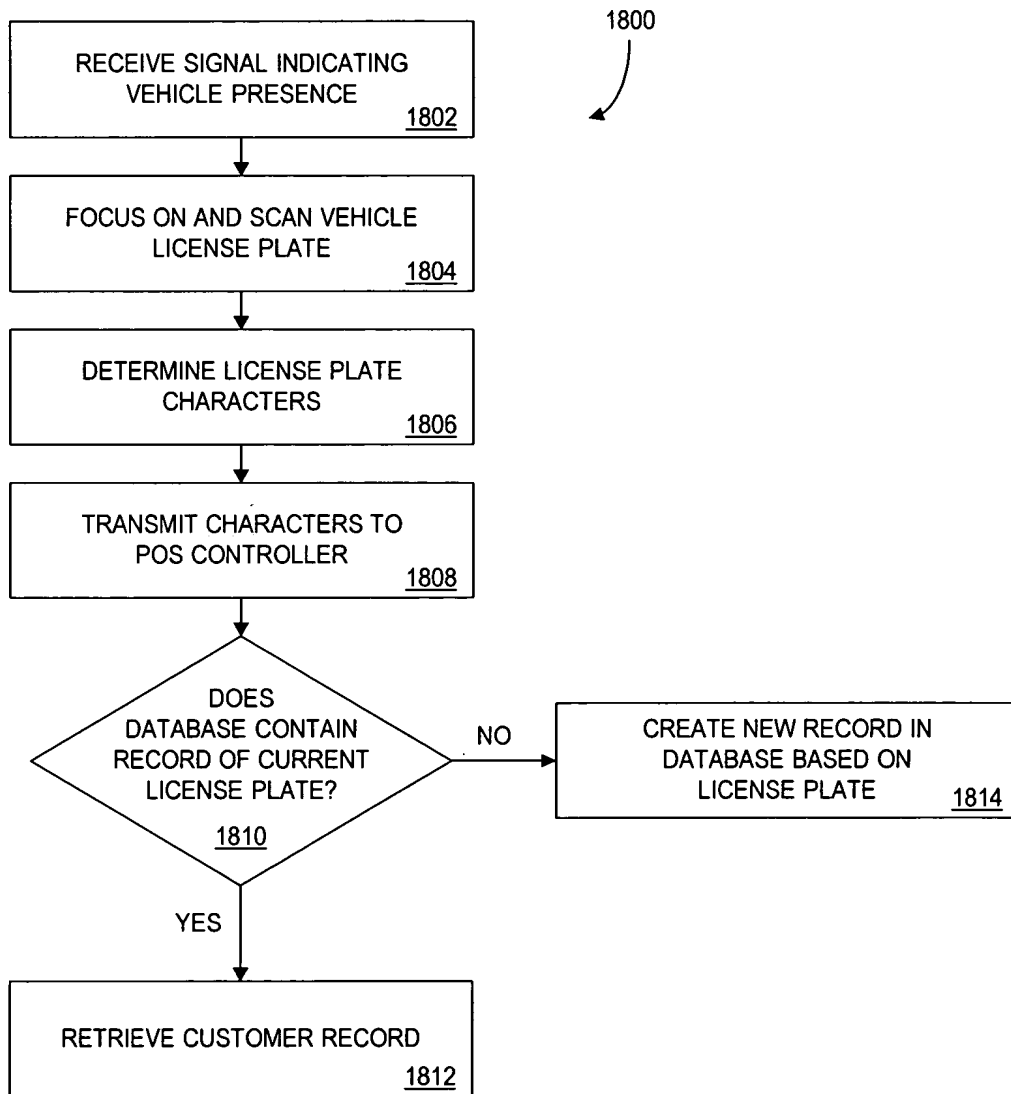 1800
RECEIVE SIGNAL INDICATING
VEHICLE PRESENCE
1802
FOCUS ON AND SCAN VEHICLE
LICENSE PLATE
1804
DETERMINE LICENSE PLATE
CHARACTERS
1806
TRANSMIT CHARACTERS TO
POS CONTROLLER
1808
DOES
DATABASE CONTAIN
RECORD OF CURRENT
LICENSE PLATE?
1810
NO
CREATE NEW RECORD IN
DATABASE BASED ON
LICENSE PLATE
1814
YES
RETRIEVE CUSTOMER RECORD
1812